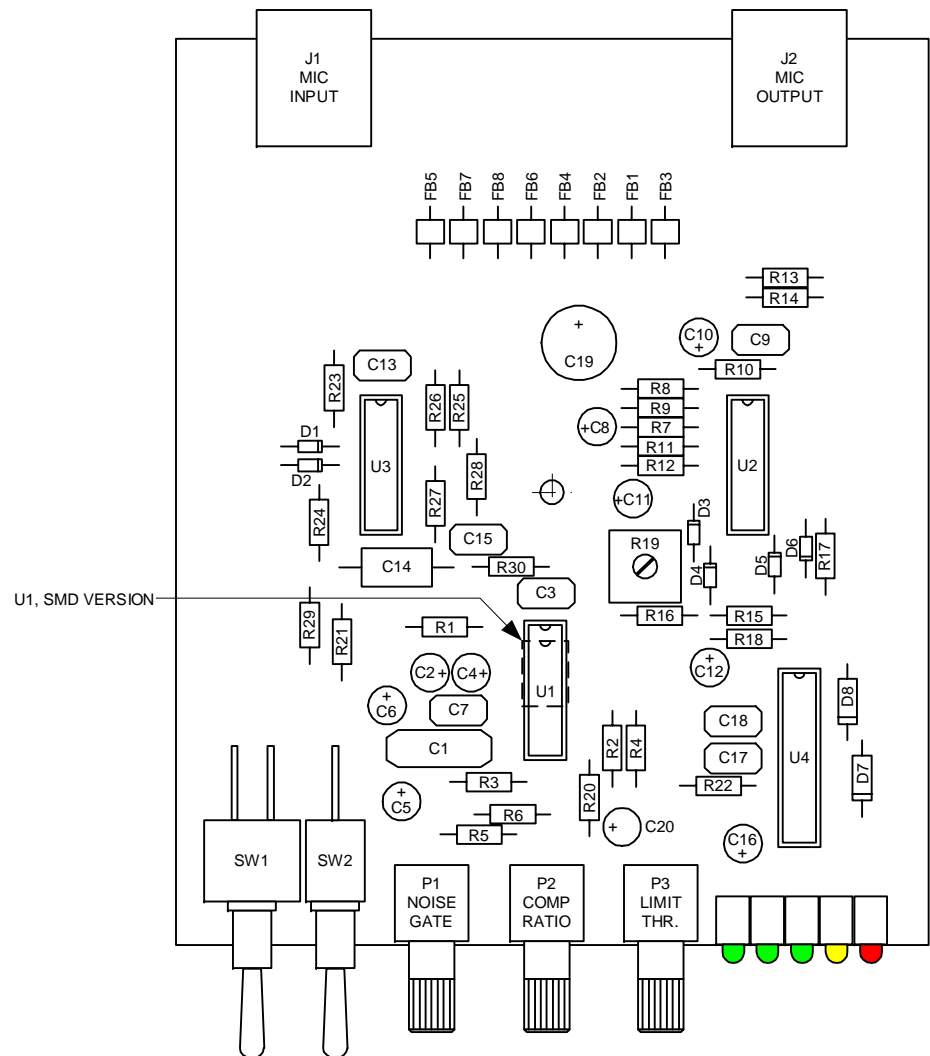 J1
MIC
INPUT
J2
MIC
OUTPUT
FB5
FB7
FB8
FB6
FB4
FB2
FB1
FB3
R13
R14
+
C19
C10
+
C9
R10
C13
R23
R26
R25
R8
R9
R7
R11
R12
+C8
D1
D2
U3
U2
R28
R27
R24
+C11
D3
C15
R19
D6
R17
D5
D4
C14
R30
C3
U1, SMD VERSION
R29
R21
R1
R16
R15
R18
+
C12
C2+
C4+
U1
D8
+
C6
C7
C18
C1
R2
R4
C17
U4
D7
R3
R22
+
C5
R20
R6
R5
+
C20
C16
+
SW1
SW2
P1
NOISE
GATE
P2
COMP
RATIO
P3
LIMIT
THR.